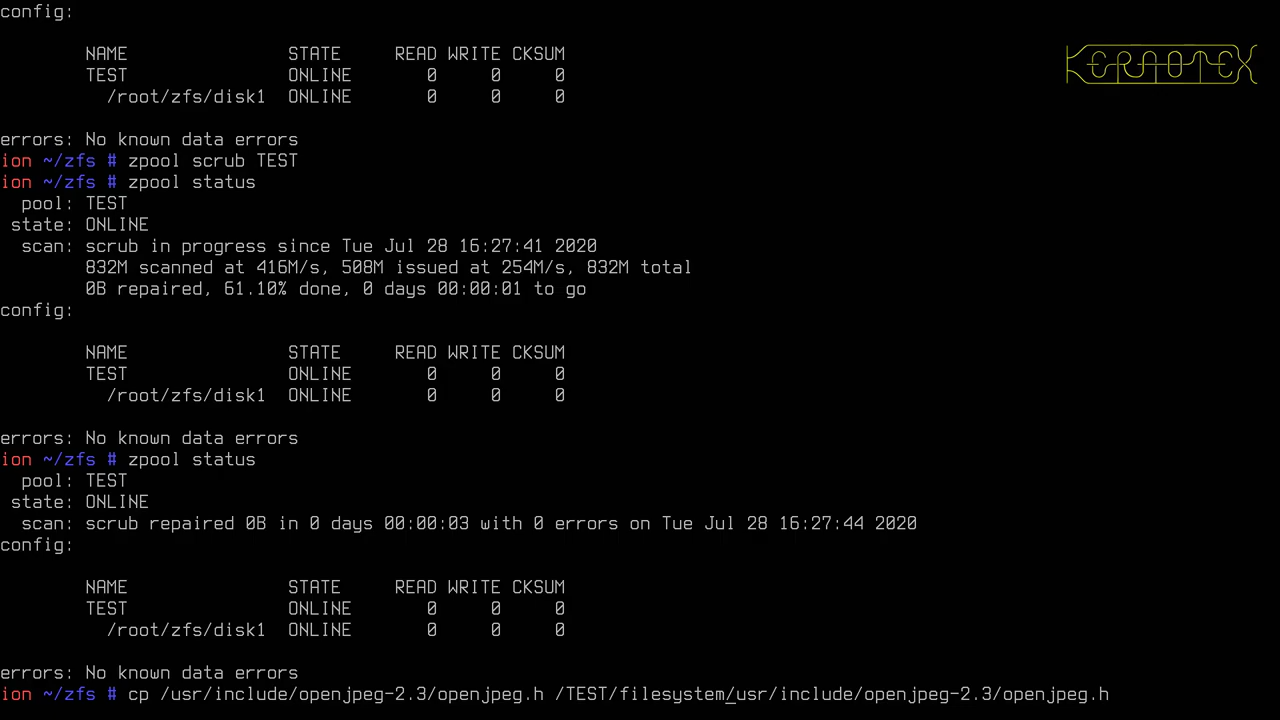 config:
KERAOTEX
NAME STATE READ WRITE CKSUM
TEST ONLINE 0 0 0
/root/zfs/disk1 ONLINE 0 0 0
errors: No known data errors
ion ~/zfs # zpool scrub TEST
ion ~/zfs # zpool status
pool: TEST
state: ONLINE
scan: scrub in progress since Tue Jul 28 16:27:41 2020
832M scanned at 416M/s, 508M issued at 254M/s, 832M total
0B repaired, 61.10% done, 0 days 00:00:01 to go
config:
NAME STATE READ WRITE CKSUM
TEST ONLINE 0 0 0
/root/zfs/disk1 ONLINE 0 0 0
errors: No known data errors
ion ~/zfs # zpool status
pool: TEST
state: ONLINE
scan: scrub repaired 0B in 0 days 00:00:03 with 0 errors on Tue Jul 28 16:27:44 2020
config:
NAME STATE READ WRITE CKSUM
TEST ONLINE 0 0 0
/root/zfs/disk1 ONLINE 0 0 0
errors: No known data errors
ion ~/zfs # cp /usr/include/openjpeg-2.3/openjpeg.h /TEST/filesystem/usr/include/openjpeg-2.3/openjpeg.h